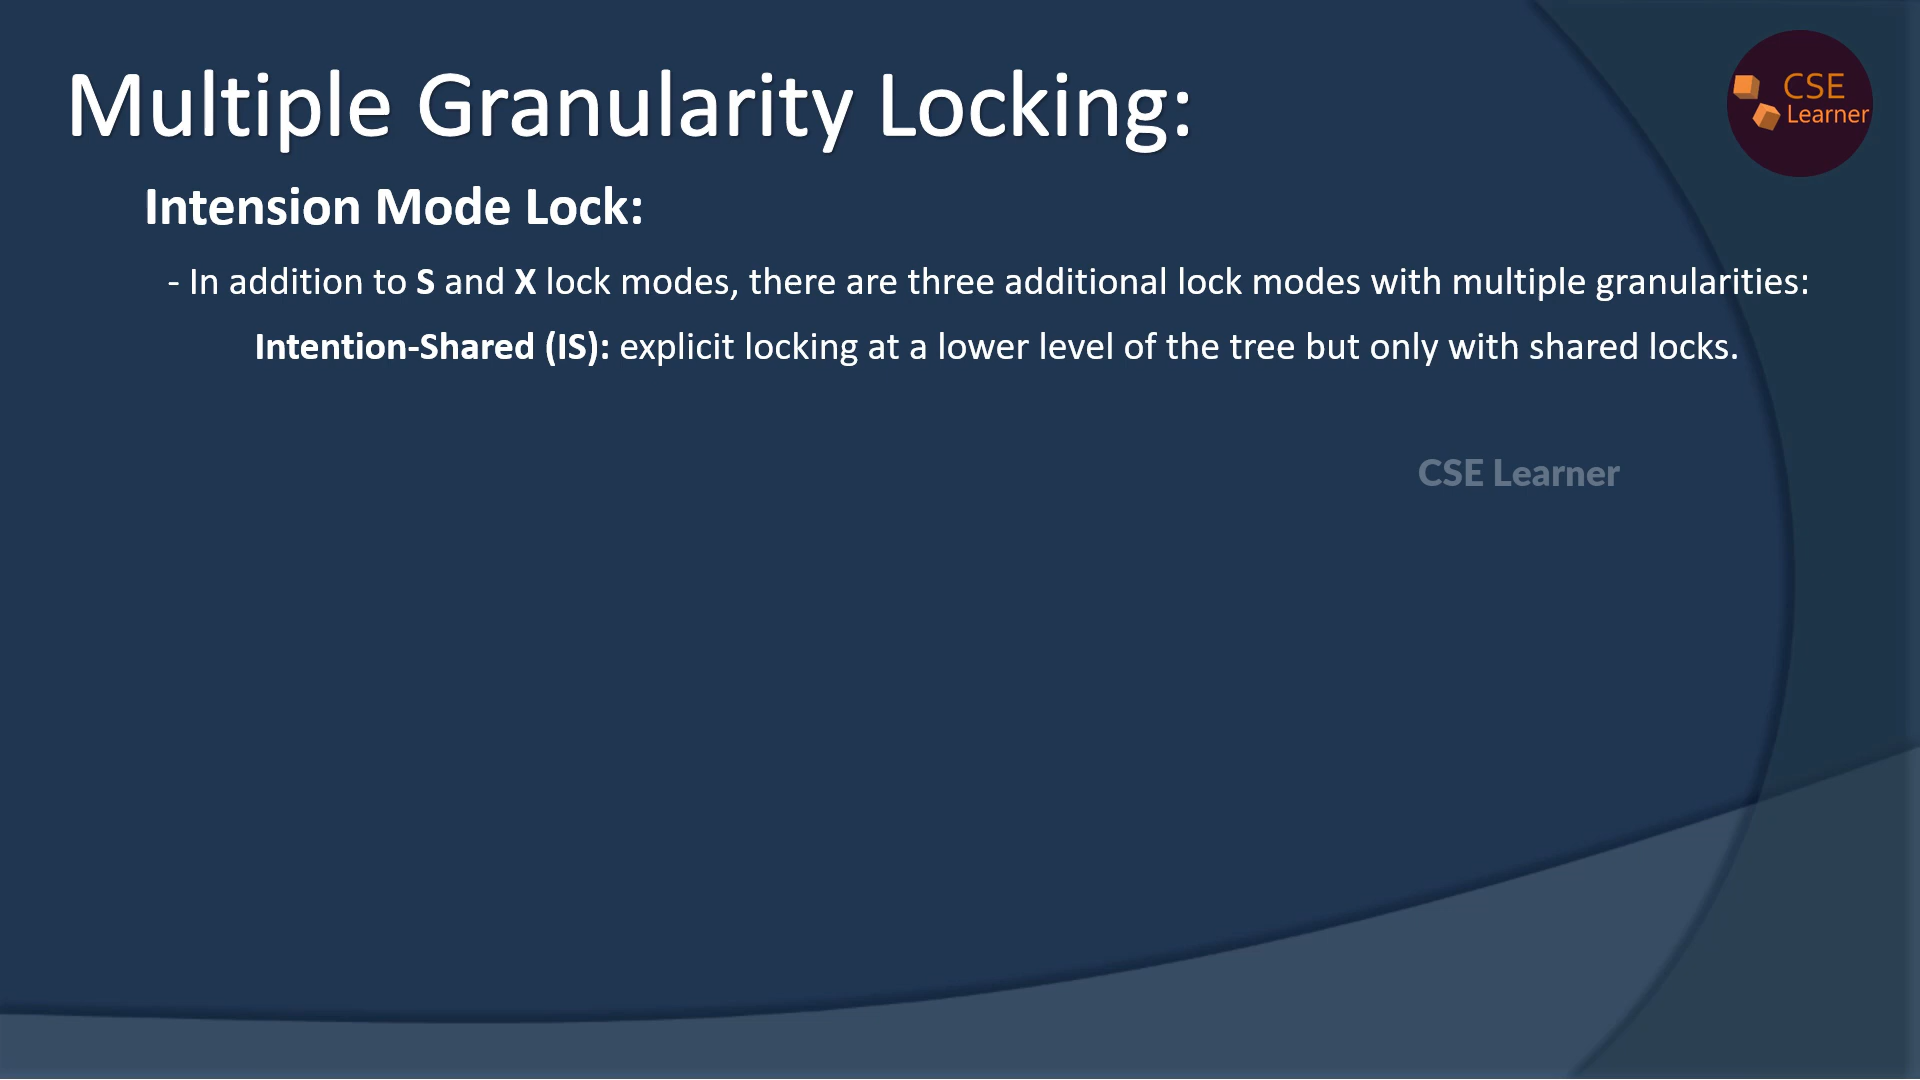 Multiple Granularity Locking:
CSE
Learner
Intension Mode Lock:
- In addition to S and X lock modes, there are three additional lock modes with multiple granularities:
Intention-Shared (IS): explicit locking at a lower level of the tree but only with shared locks.
CSE Learner